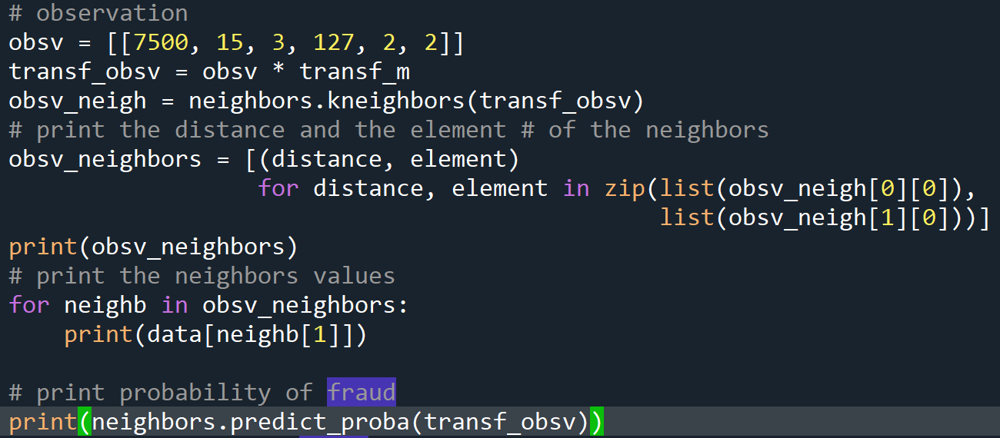 # observation
obsv = [[7500, 15, 3, 127, 2, 2]]
transf_obsv = obsv * transf_m
obsv_neigh = neighbors.kneighbors(transf_obsv)
# print the distance and the element # of the neighbors
obsv_neighbors = [(distance, element)
                  for distance, element in zip(list(obsv_neigh[0][0]),
                                               list(obsv_neigh[1][0]))]
print(obsv_neighbors)
# print the neighbors values
for neighb in obsv_neighbors:
    print(data[neighb[1]])

# print probability of fraud
print(neighbors.predict_proba(transf_obsv))